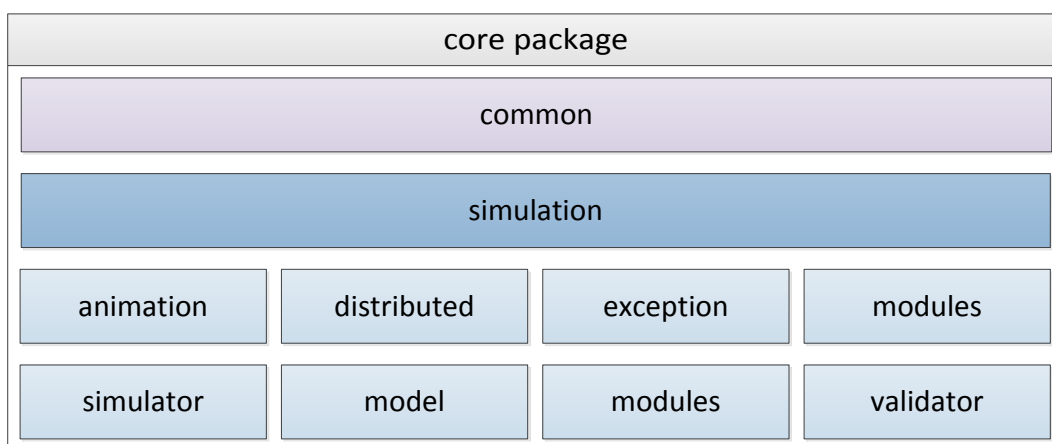 core package
common
simulation
animation distributed exception modules
simulator model modules validator